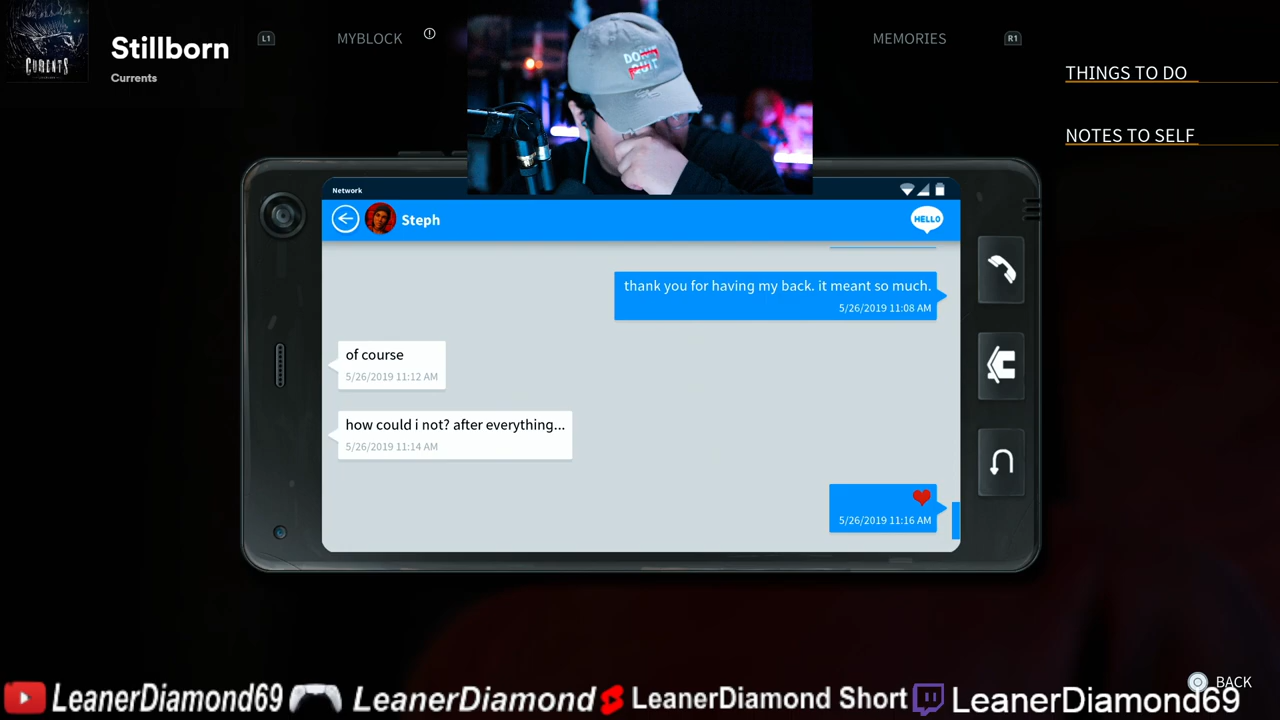 CURRENTS
Stillborn
Currents
L1
MYBLOCK
MEMORIES
R1
THINGS TO DO
NOTES TO SELF
DON'T
QUIT
Network
Steph
HELLO
thank you for having my back. it meant so much.
5/26/2019 11:08 AM
of course
5/26/2019 11:12 AM
how could i not? after everything...
5/26/2019 11:14 AM
5/26/2019 11:16 AM
BACK
LeanerDiamond69 LeanerDiamond LeanerDiamond Short LeanerDiamond69